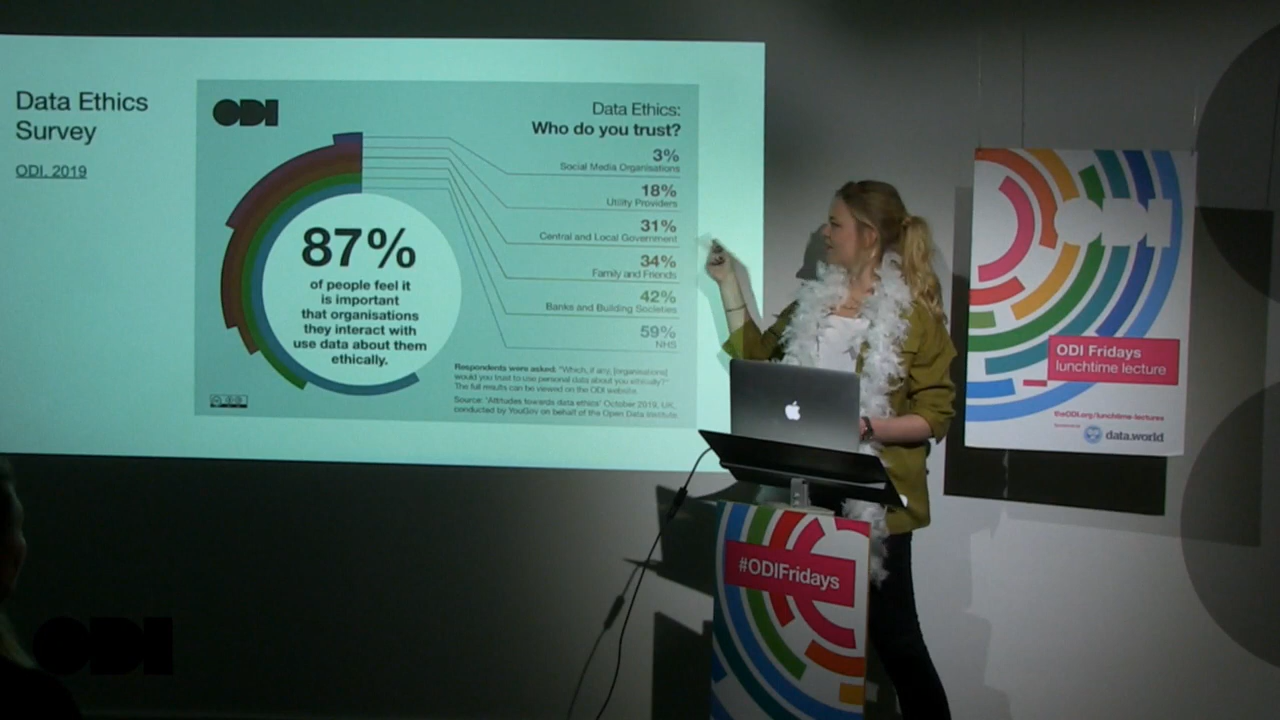 Data Ethics
Survey
ODI, 2019
ODI
Data Ethics:
Who do you trust?
3%
Social Media Organisations
18%
Utility Providers
31%
Central and Local Government
34%
Family and Friends
42%
Banks and Building Societies
59%
NHS
87%
of people feel it
is important
that organisations
they interact with
use data about them
ethically.
Respondents were asked: "Which, if any, [organisations]
would you trust to use personal data about you ethically?"
The full results can be viewed on the ODI website.
Source: 'Attitudes towards data ethics' October 2019, UK,
conducted by YouGov on behalf of the Open Data Institute.
ODI Fridays
lunchtime lecture
theODI.org/lunchtime-lectures
Sponsored by
data.world
#ODIFridays
ODI